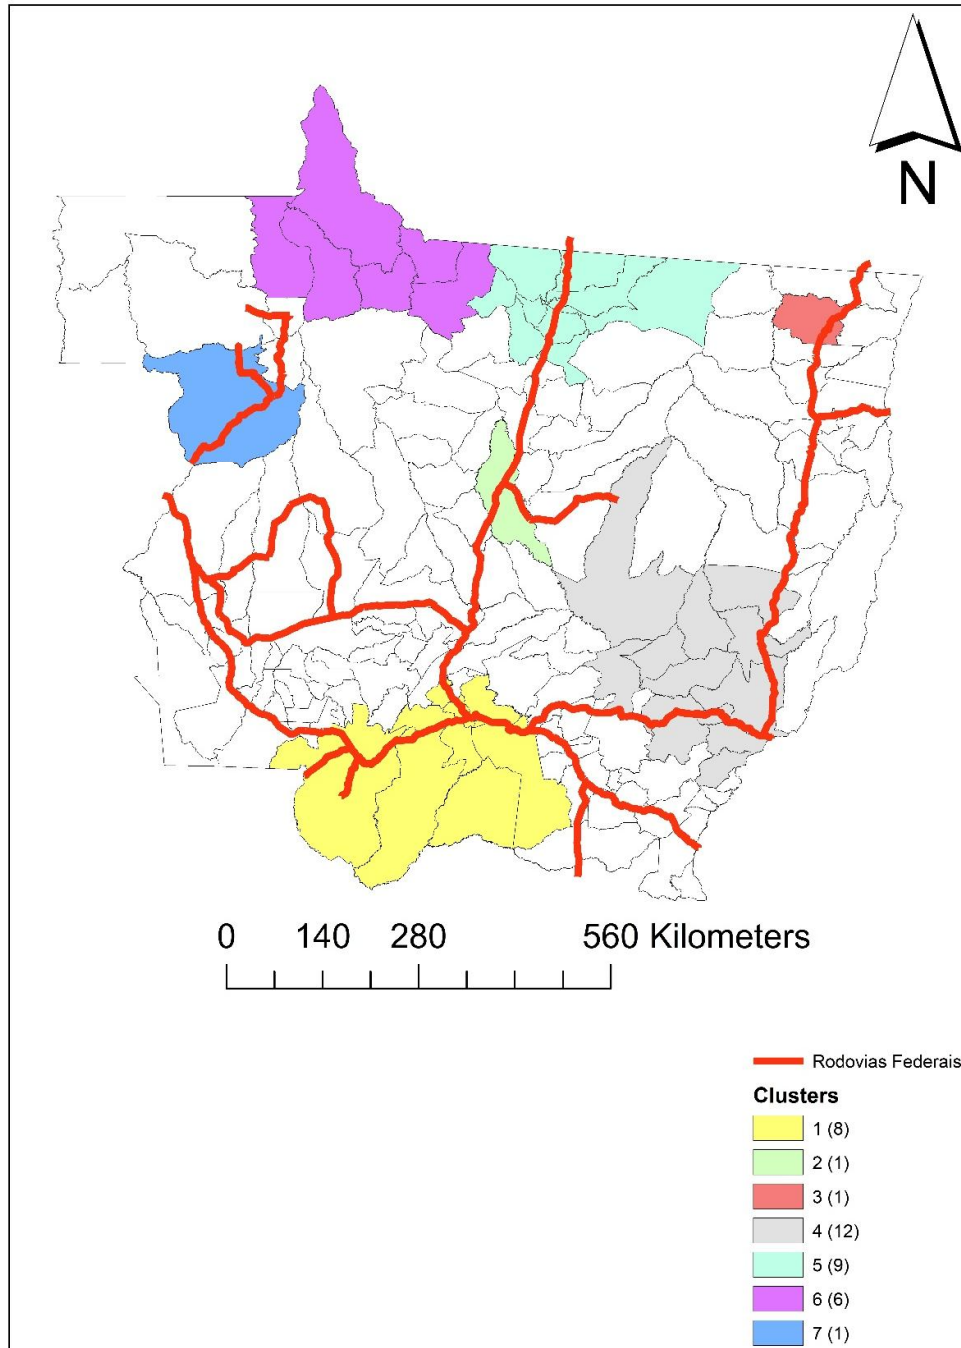 N
0 140 280 560 Kilometers
Rodovias Federais
Clusters
1 (8)
2 (1)
3 (1)
4 (12)
5 (9)
6 (6)
7 (1)